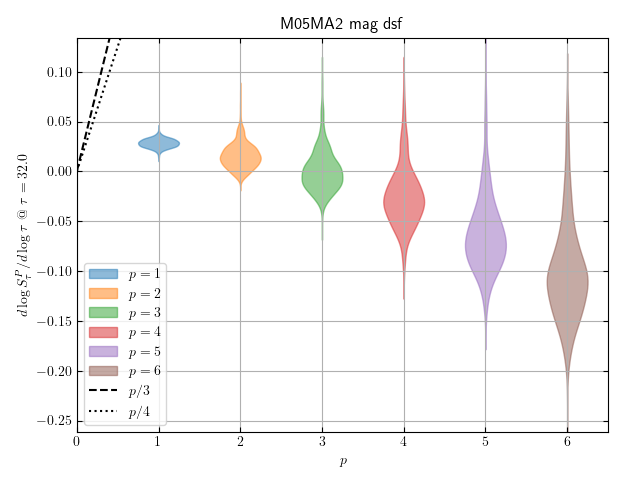 M05MA2 mag dsf
d log S_τ^P / d log τ @ τ = 32.0
0.10
0.05
0.00
−0.05
−0.10
−0.15
−0.20
−0.25
p = 1
p = 2
p = 3
p = 4
p = 5
p = 6
p/3
p/4
0 1 2 3 4 5 6
p